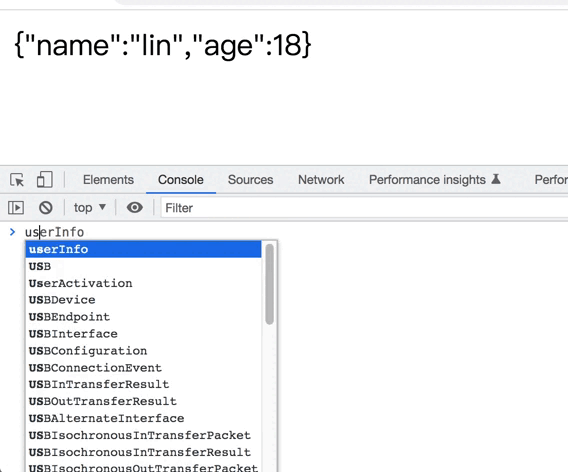 {"name":"lin","age":18}
Elements Console Sources Network Performance insights Perfor
top Filter
> userInfo
userInfo
USB
UserActivation
USBDevice
USBEndpoint
USBInterface
USBConfiguration
USBConnectionEvent
USBInTransferResult
USBOutTransferResult
USBAlternateInterface
USBIsochronousInTransferPacket
USBIsochronousInTransferResult
USBIsochronousOutTransferPacket